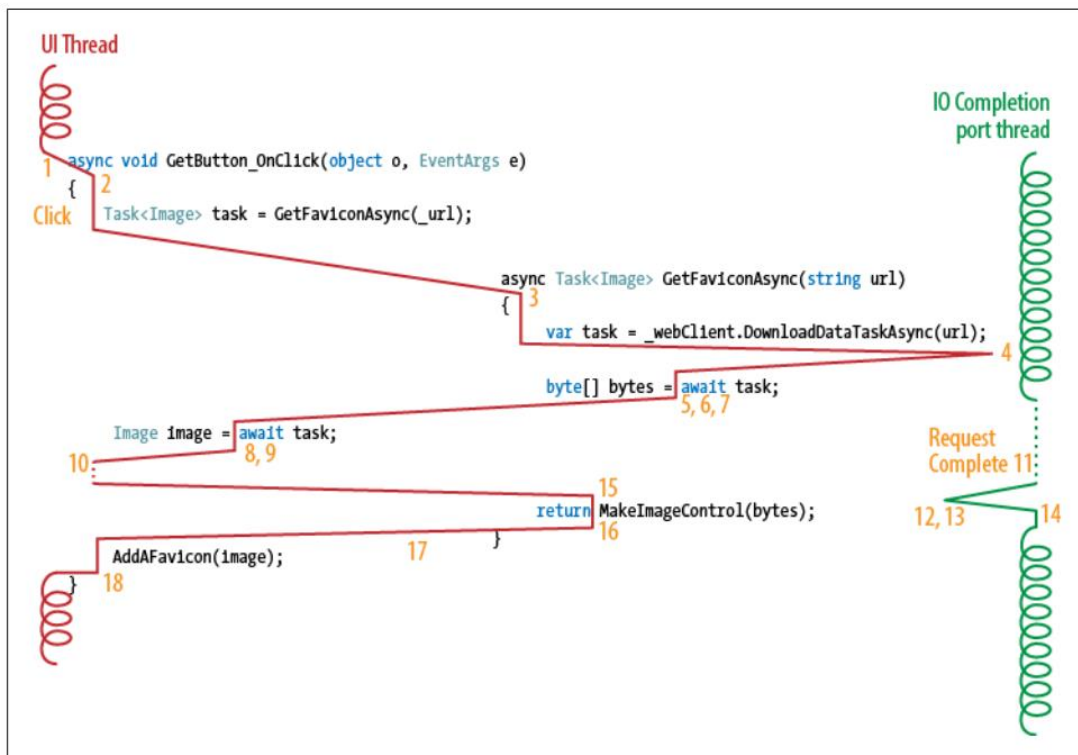 UI Thread
IO Completion
port thread
1 async void GetButton_OnClick(object o, EventArgs e)
{ 2
Click Task<Image> task = GetFaviconAsync(_url);
async Task<Image> GetFaviconAsync(string url)
{ 3
var task = _webClient.DownloadDataTaskAsync(url);
4
byte[] bytes = await task;
5, 6, 7
Image image = await task;
8, 9
10
Request
Complete 11
15
return MakeImageControl(bytes);
12, 13
14
16
17 }
AddAFavicon(image);
} 18